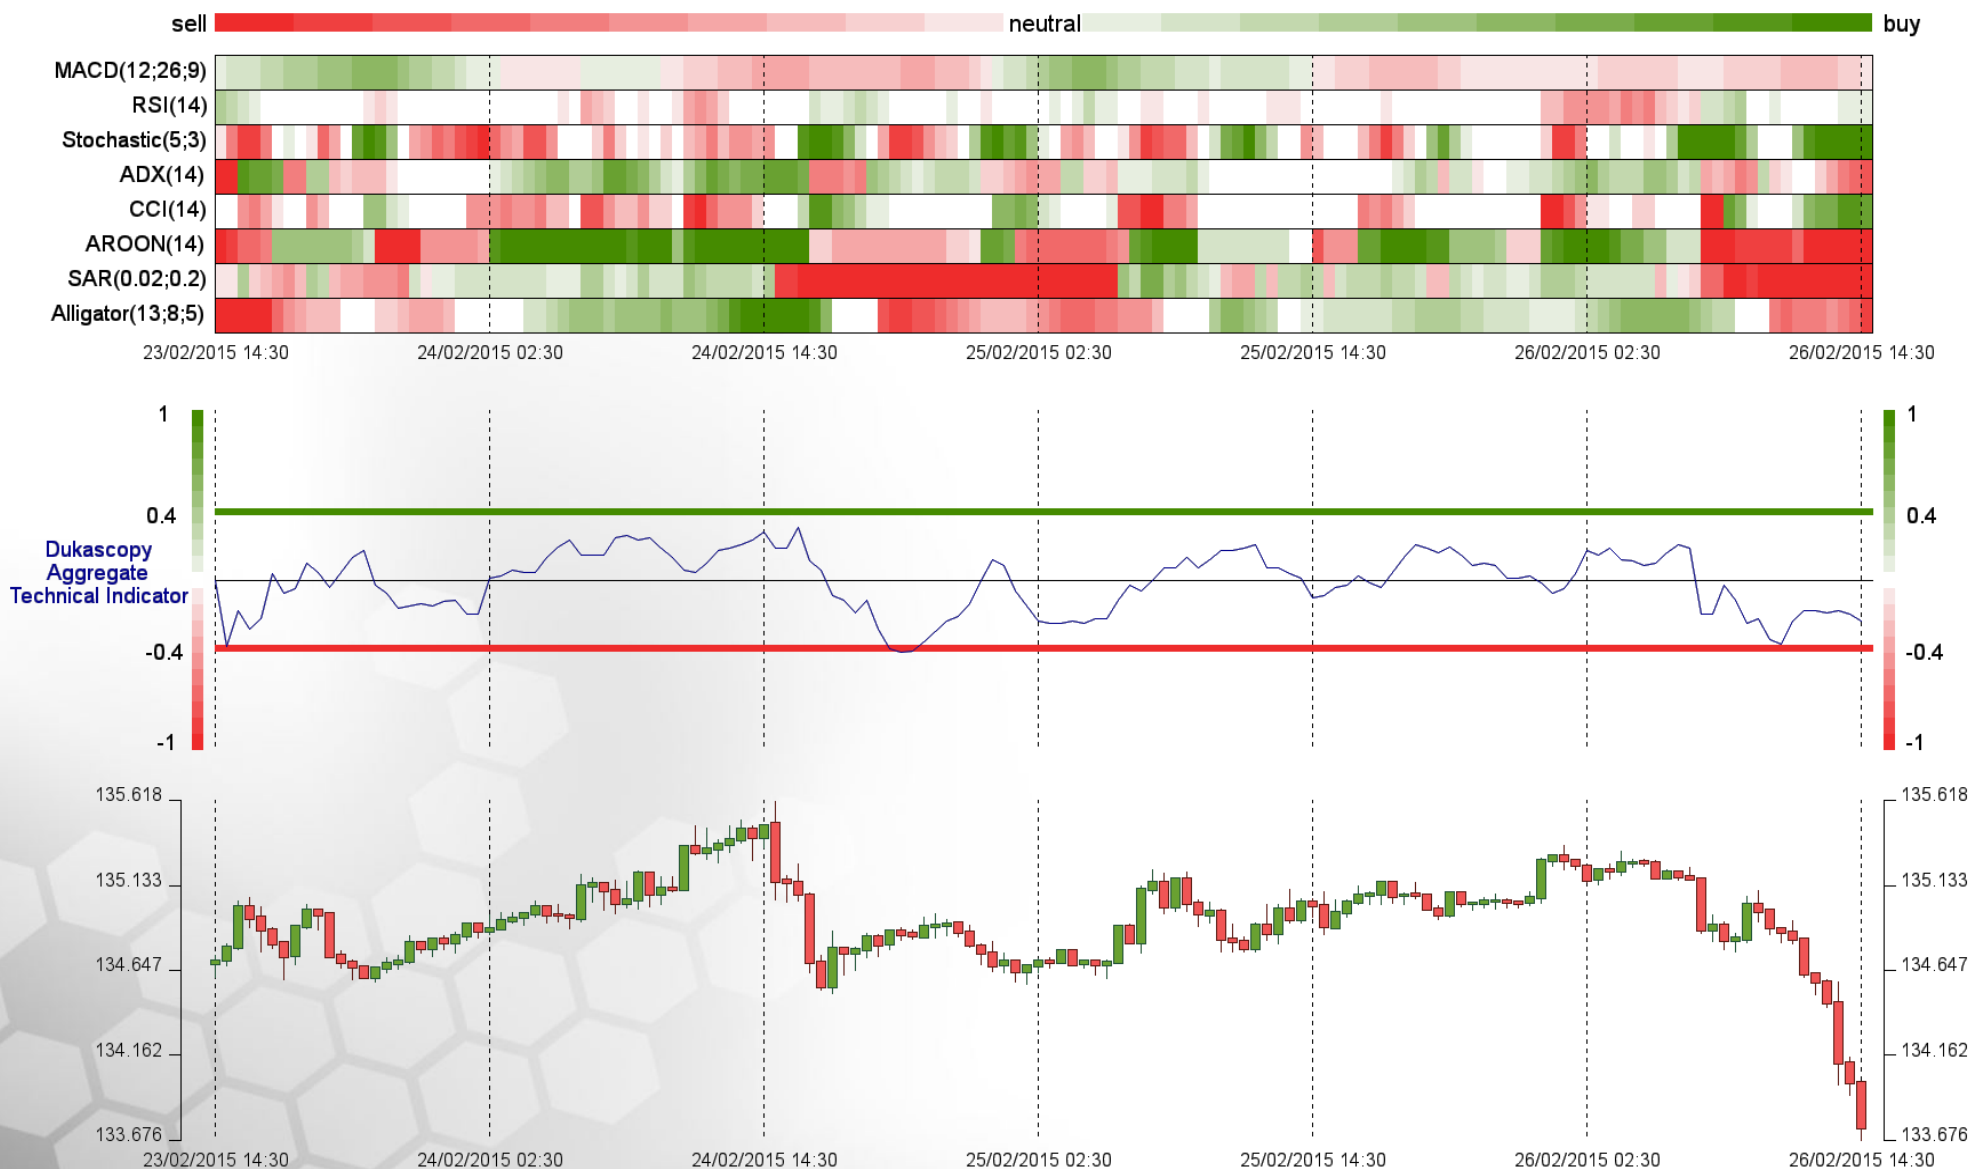 sell neutral buy
MACD(12;26;9)
RSI(14)
Stochastic(5;3)
ADX(14)
CCI(14)
AROON(14)
SAR(0.02;0.2)
Alligator(13;8;5)
23/02/2015 14:30 24/02/2015 02:30 24/02/2015 14:30 25/02/2015 02:30 25/02/2015 14:30 26/02/2015 02:30 26/02/2015 14:30
1 1
0.4 0.4
Dukascopy
Aggregate
Technical Indicator
-0.4 -0.4
-1 -1
135.618 135.618
135.133 135.133
134.647 134.647
134.162 134.162
133.676 133.676
23/02/2015 14:30 24/02/2015 02:30 24/02/2015 14:30 25/02/2015 02:30 25/02/2015 14:30 26/02/2015 02:30 26/02/2015 14:30